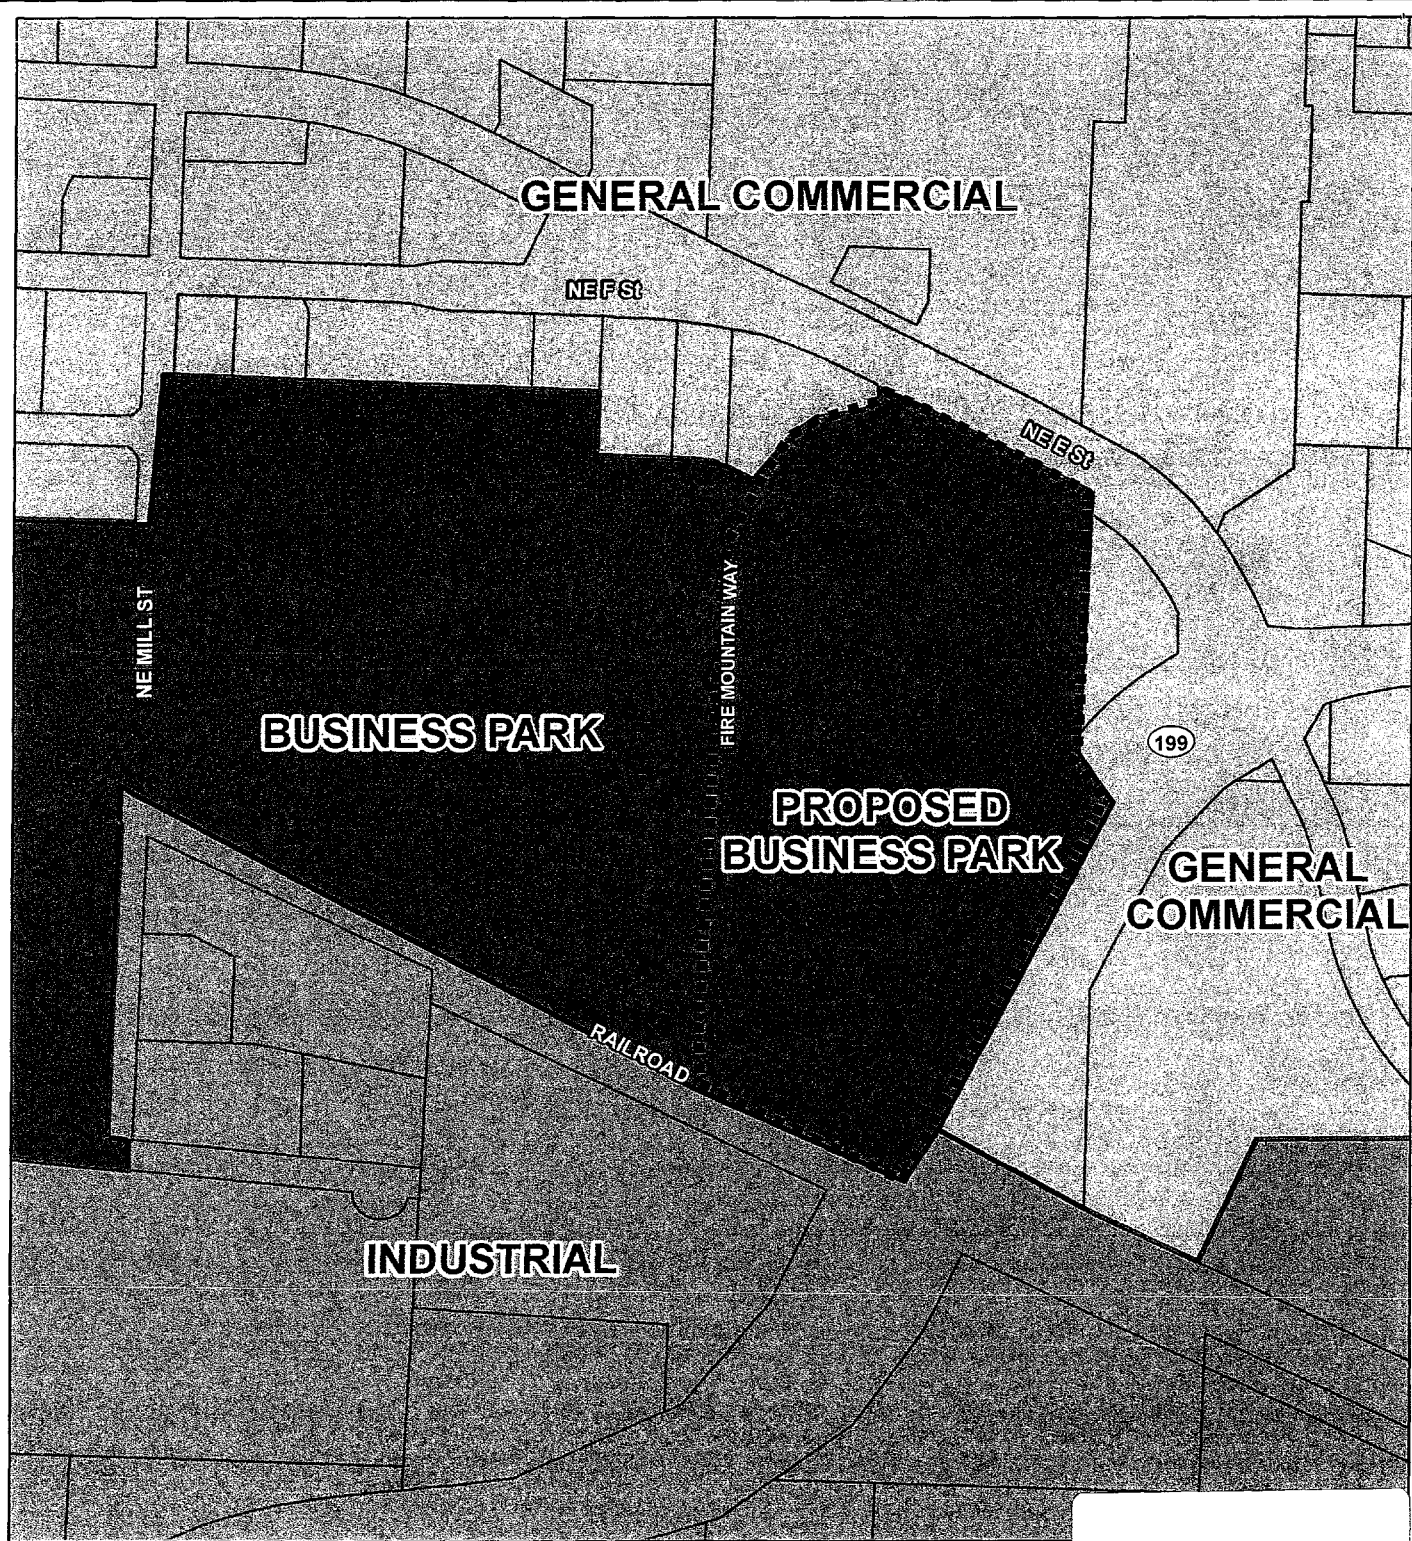 GENERAL COMMERCIAL
NE F St
NE E St
NE MILL ST
FIRE MOUNTAIN WAY
BUSINESS PARK
199
PROPOSED
BUSINESS PARK
GENERAL
COMMERCIAL
RAILROAD
INDUSTRIAL